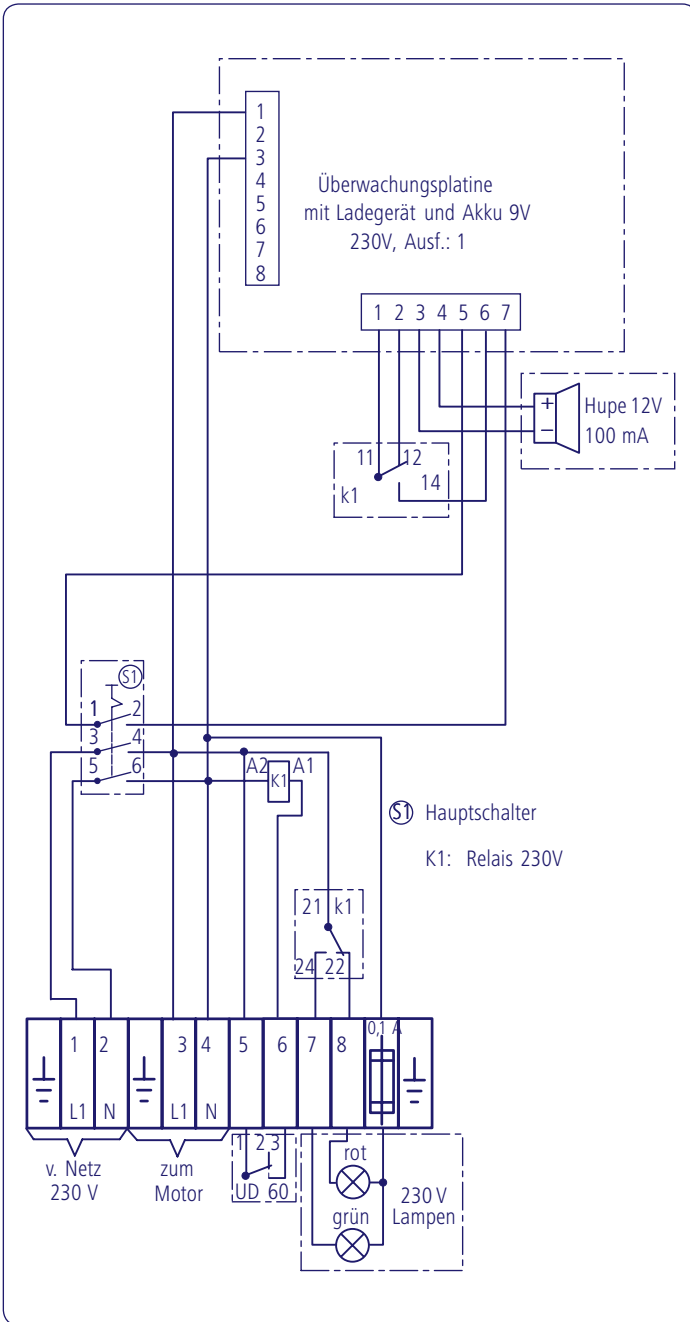 1
2
3
4
5
6
7
8
Überwachungsplatine
mit Ladegerät und Akku 9V
230V, Ausf.: 1
1 2 3 4 5 6 7
+ Hupe 12V
− 100 mA
11 12
k1 14
S1
1 2
3 4
5 6
A2 K1 A1
S1 Hauptschalter
K1: Relais 230V
21 k1
24 22
0,1 A
1 2 3 4 5 6 7 8
L1 N L1 N
v. Netz
230 V
zum
Motor
1 2 3
UD 60
rot
grün
230 V
Lampen